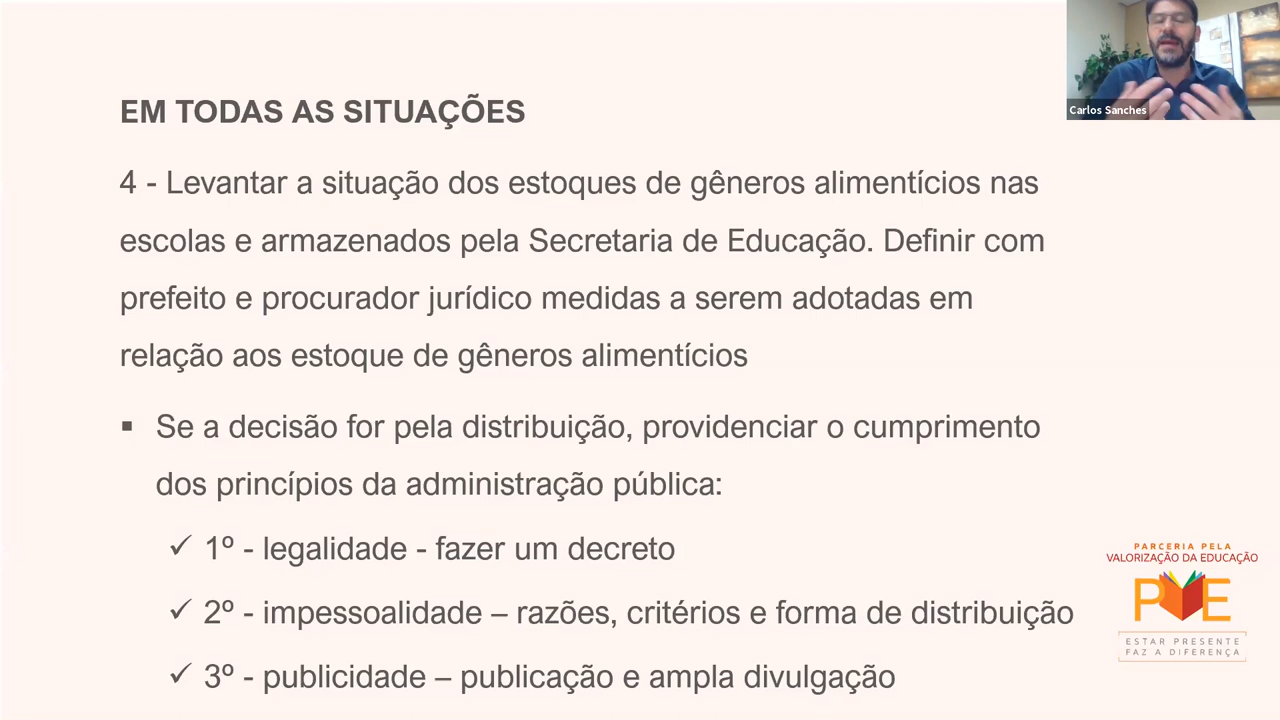 Carlos Sanches
EM TODAS AS SITUAÇÕES
4 - Levantar a situação dos estoques de gêneros alimentícios nas
escolas e armazenados pela Secretaria de Educação. Definir com
prefeito e procurador jurídico medidas a serem adotadas em
relação aos estoque de gêneros alimentícios
▪ Se a decisão for pela distribuição, providenciar o cumprimento
dos princípios da administração pública:
✓ 1º - legalidade - fazer um decreto
✓ 2º - impessoalidade – razões, critérios e forma de distribuição
✓ 3º - publicidade – publicação e ampla divulgação
PARCERIA PELA
VALORIZAÇÃO DA EDUCAÇÃO
PVE
ESTAR PRESENTE
FAZ A DIFERENÇA